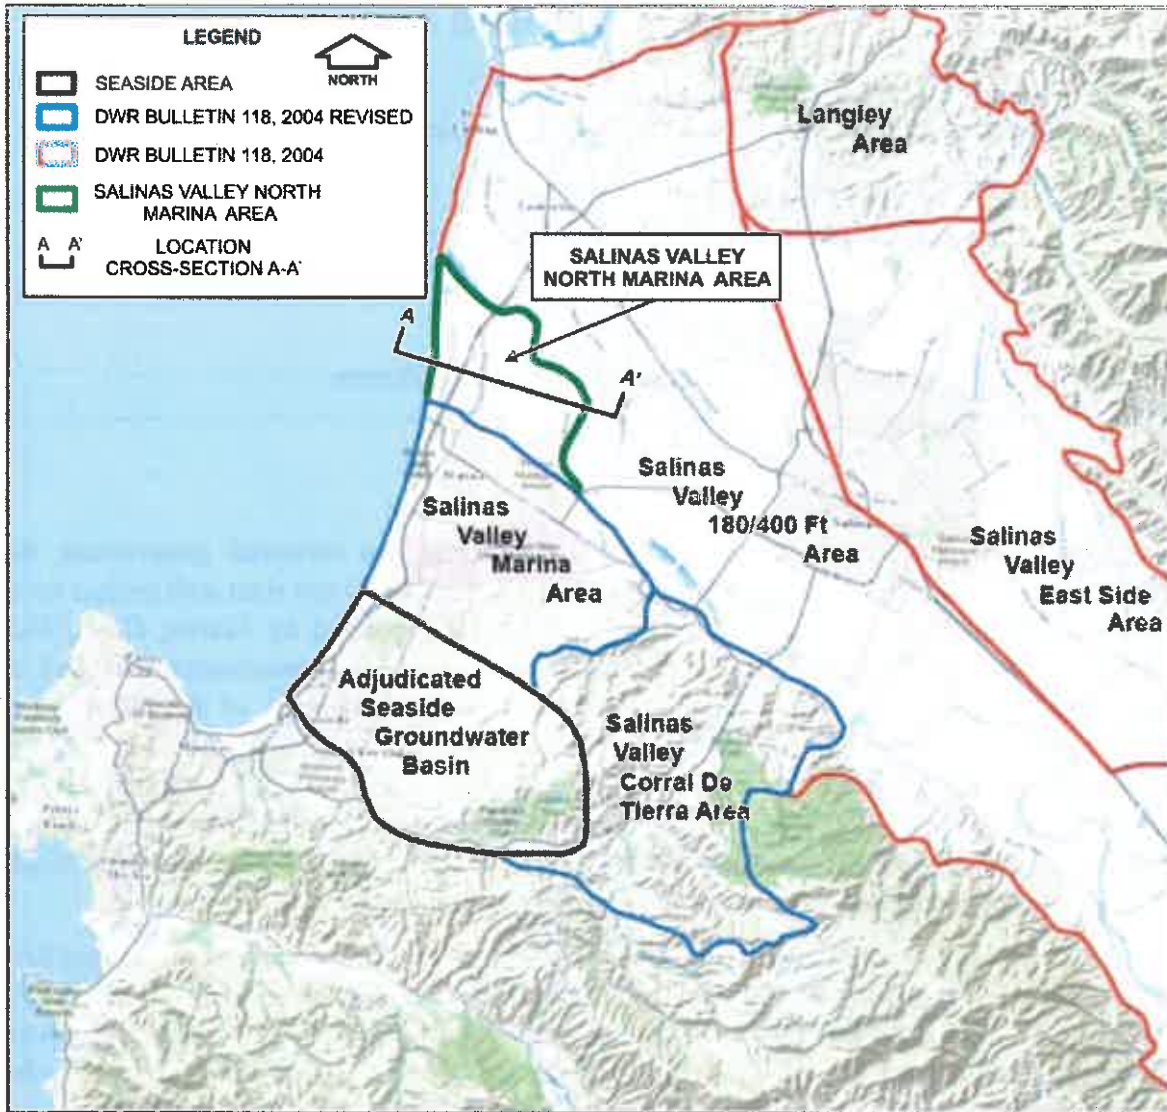 LEGEND
NORTH
SEASIDE AREA
DWR BULLETIN 118, 2004 REVISED
DWR BULLETIN 118, 2004
SALINAS VALLEY NORTH
MARINA AREA
A A'
LOCATION
CROSS-SECTION A-A'
Langley
Area
SALINAS VALLEY
NORTH MARINA AREA
A
A'
Salinas
Valley
180/400 Ft
Area
Salinas
Valley
Marina
Area
Salinas
Valley
East Side
Area
Adjudicated
Seaside
Groundwater
Basin
Salinas
Valley
Corral De
Tierra Area